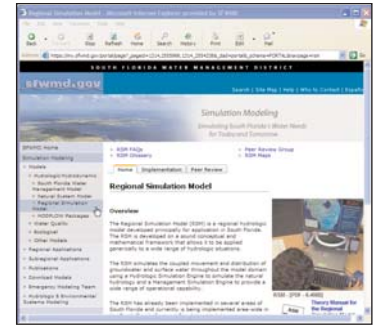 Regional Simulation Model - Microsoft Internet Explorer provided by SFWMD
Back
Stop
Refresh
Home
Search
History
Print
Edit
SOUTH FLORIDA WATER MANAGEMENT DISTRICT
sfwmd.gov
Search | Site Map | Help | Who to Contact | Español
Simulation Modeling
Simulating South Florida's Water Needs
for Today and Tomorrow
SFWMD Home
Simulation Modeling
Models
Hydrologic/Hydrodynamic
South Florida Water
Management Model
Natural System Model
Regional Simulation
Model
MODFLOW Packages
Water Quality
Ecological
Other Models
Regional Applications
Subregional Applications
Publications
Download Models
Emergency Modeling Team
Hydrologic & Environmental
Systems Modeling
RSM FAQs
RSM Glossary
Peer Review Group
RSM Maps
Home
Implementation
Peer Review
Regional Simulation Model
Overview
The Regional Simulation Model (RSM) is a regional hydrologic
model developed principally for application in South Florida.
The RSM is developed on a sound conceptual and
mathematical framework that allows it to be applied
generically to a wide range of hydrologic situations.
The RSM simulates the coupled movement and distribution of
groundwater and surface water throughout the model domain
using a Hydrologic Simulation Engine to simulate the natural
hydrology and a Management Simulation Engine to provide a
wide range of operational capability.
The RSM has already been implemented in several areas of
South Florida and currently is being implemented area-wide in
Theory Manual for
the Regional